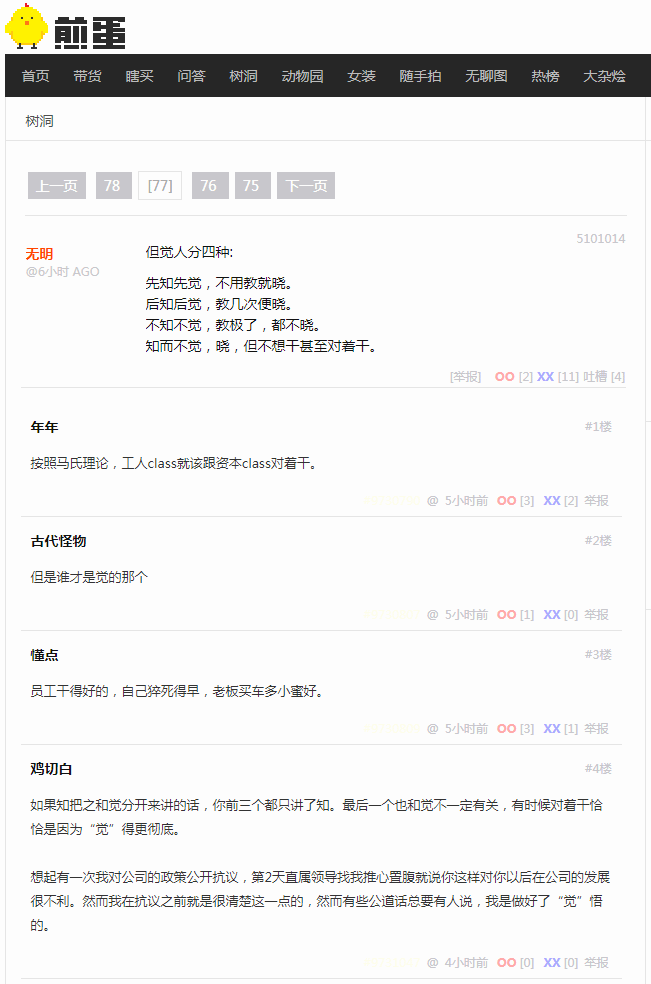 煎蛋
首页 带货 瞎买 问答 树洞 动物园 女装 随手拍 无聊图 热榜 大杂烩
树洞
上一页 78 [77] 76 75 下一页
5101014
无明
@6小时 AGO
但觉人分四种:
先知先觉，不用教就晓。
后知后觉，教几次便晓。
不知不觉，教极了，都不晓。
知而不觉，晓，但不想干甚至对着干。
[举报] OO [2] XX [11] 吐槽 [4]
年年 #1楼
按照马氏理论，工人class就该跟资本class对着干。
@ 5小时前 OO [3] XX [2] 举报
古代怪物 #2楼
但是谁才是觉的那个
@ 5小时前 OO [1] XX [0] 举报
懂点 #3楼
员工干得好的，自己猝死得早，老板买车多小蜜好。
@ 5小时前 OO [3] XX [1] 举报
鸡切白 #4楼
如果知把之和觉分开来讲的话，你前三个都只讲了知。最后一个也和觉不一定有关，有时候对着干恰
恰是因为“觉”得更彻底。
想起有一次我对公司的政策公开抗议，第2天直属领导找我推心置腹就说你这样对你以后在公司的发展
很不利。然而我在抗议之前就是很清楚这一点的，然而有些公道话总要有人说，我是做好了“觉”悟
的。
@ 4小时前 OO [0] XX [0] 举报